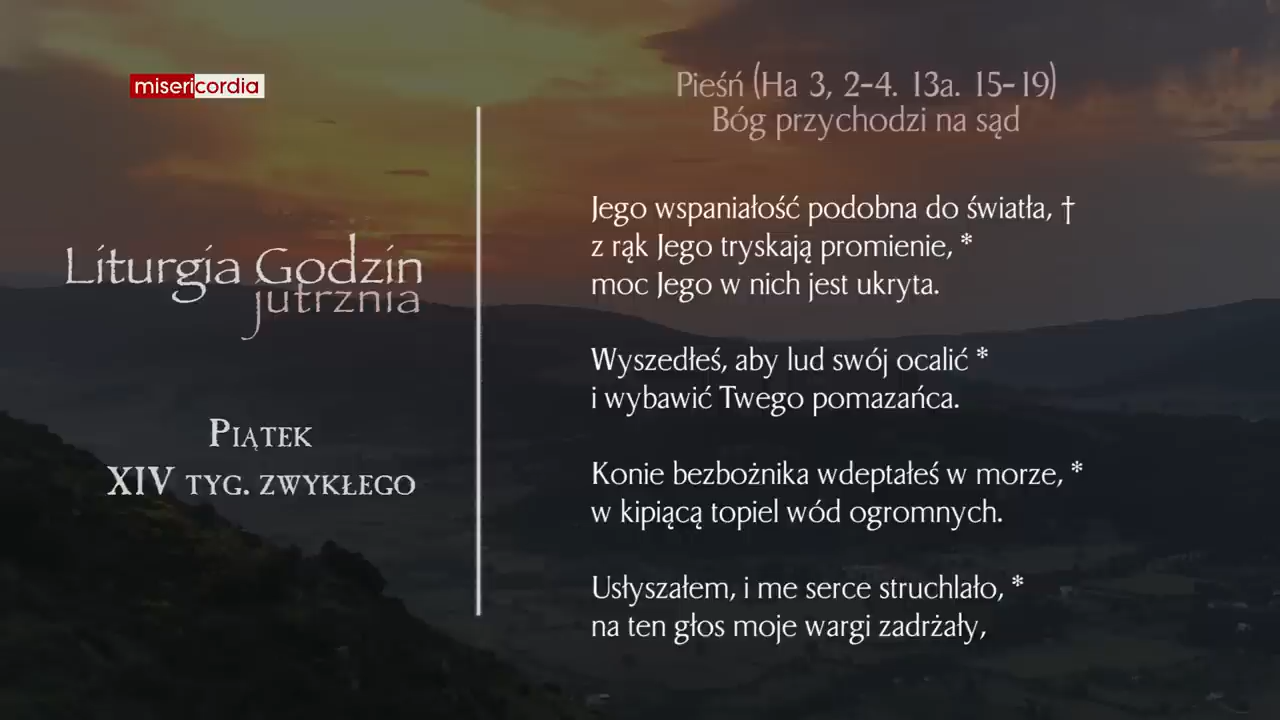 misericordia
Liturgia Godzin
jutrznia
Piątek
XIV tyg. zwykłego
Pieśń (Ha 3, 2-4. 13a. 15-19)
Bóg przychodzi na sąd
Jego wspaniałość podobna do światła, †
z rąk Jego tryskają promienie, *
moc Jego w nich jest ukryta.
Wyszedłeś, aby lud swój ocalić *
i wybawić Twego pomazańca.
Konie bezbożnika wdeptałeś w morze, *
w kipiącą topiel wód ogromnych.
Usłyszałem, i me serce struchlało, *
na ten głos moje wargi zadrżały,